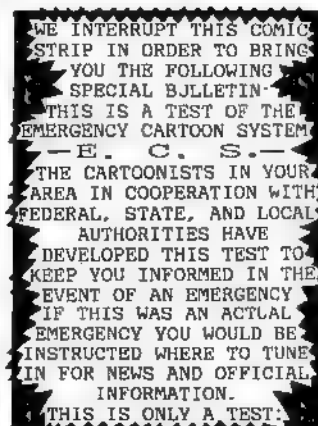 WE INTERRUPT THIS COMIC
STRIP IN ORDER TO BRING
YOU THE FOLLOWING
SPECIAL BJLLETIN-
THIS IS A TEST OF THE
EMERGENCY CARTOON SYSTEM
—E. C. S.—
THE CARTOONISTS IN YOUR
AREA IN COOPERATION WITH
FEDERAL, STATE, AND LOCAL
AUTHORITIES HAVE
DEVELOPED THIS TEST TO
KEEP YOU INFORMED IN THE
EVENT OF AN EMERGENCY
IF THIS WAS AN ACTUAL
EMERGENCY YOU WOULD BE
INSTRUCTED WHERE TO TUNE
IN FOR NEWS AND OFFICIAL
INFORMATION.
THIS IS ONLY A TEST: